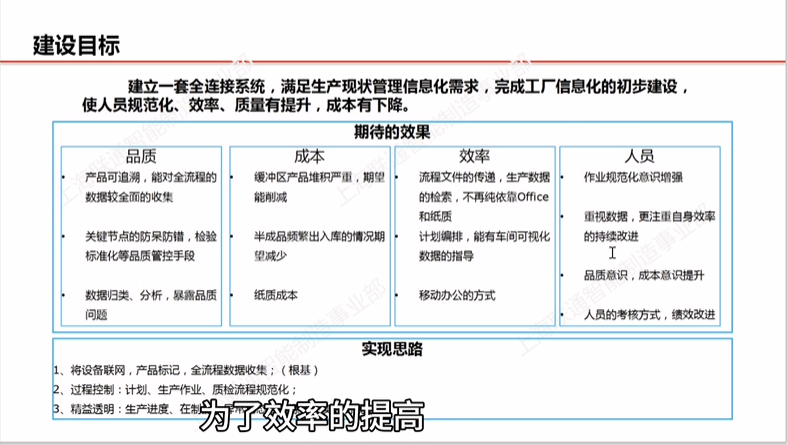 建设目标
建立一套全连接系统，满足生产现状管理信息化需求，完成工厂信息化的初步建设，
使人员规范化、效率、质量有提升，成本有下降。
期待的效果
品质
• 产品可追溯，能对全流程的
数据较全面的收集
• 关键节点的防呆防错，检验
标准化等品质管控手段
• 数据归类、分析，暴露品质
问题
成本
• 缓冲区产品堆积严重，期望
能削减
• 半成品频繁出入库的情况期
望减少
• 纸质成本
效率
• 流程文件的传递，生产数据
的检索，不再纯依靠Office
和纸质
• 计划编排，能有车间可视化
数据的指导
• 移动办公的方式
人员
• 作业规范化意识增强
• 重视数据，更注重自身效率
的持续改进
• 品质意识，成本意识提升
• 人员的考核方式，绩效改进
实现思路
1、将设备联网，产品标记，全流程数据收集；（根基）
2、过程控制：计划、生产作业、质检流程规范化；
3、精益透明：生产进度、在制
为了效率的提高